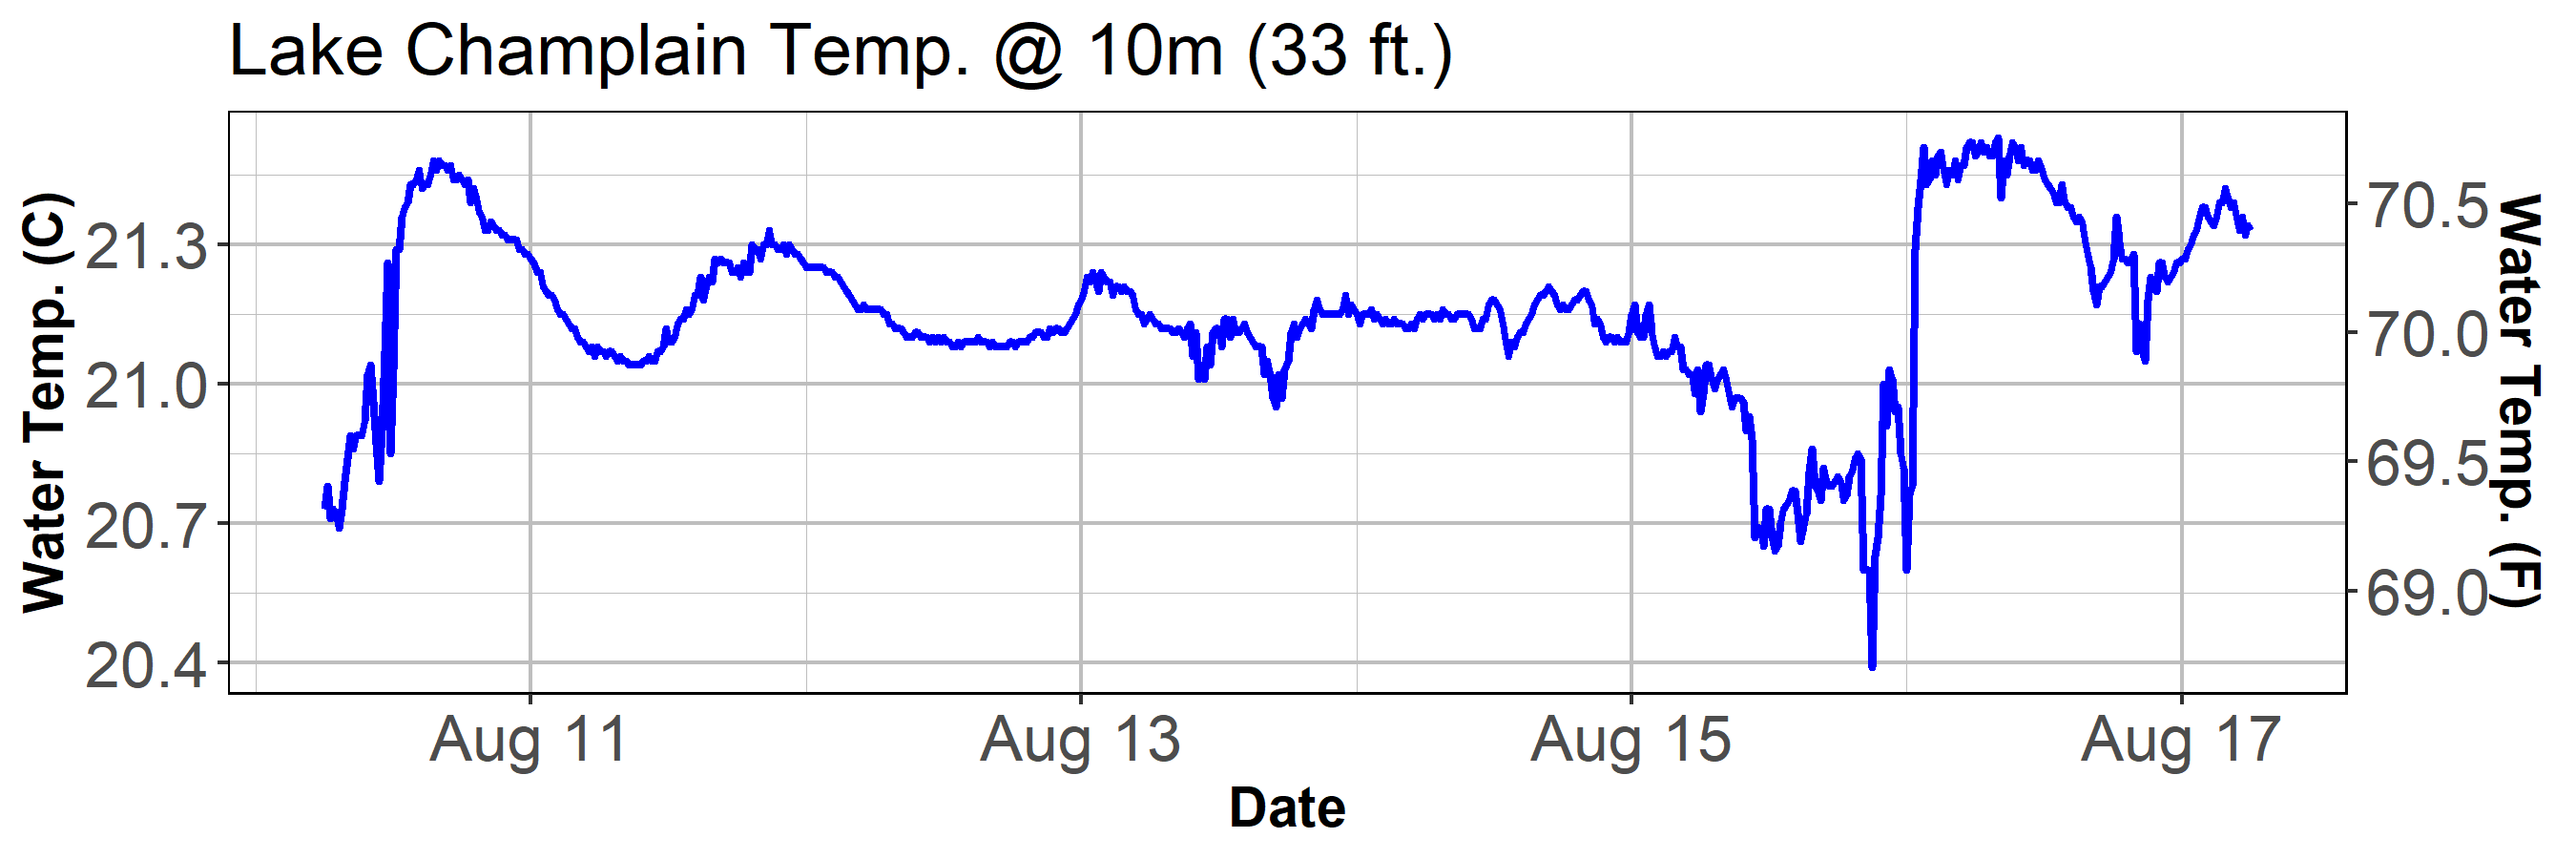 Lake Champlain Temp. @ 10m (33 ft.)
Water Temp. (C)
21.3
21.0
20.7
20.4
70.5
70.0
69.5
69.0
Water Temp. (F)
Aug 11
Aug 13
Aug 15
Aug 17
Date